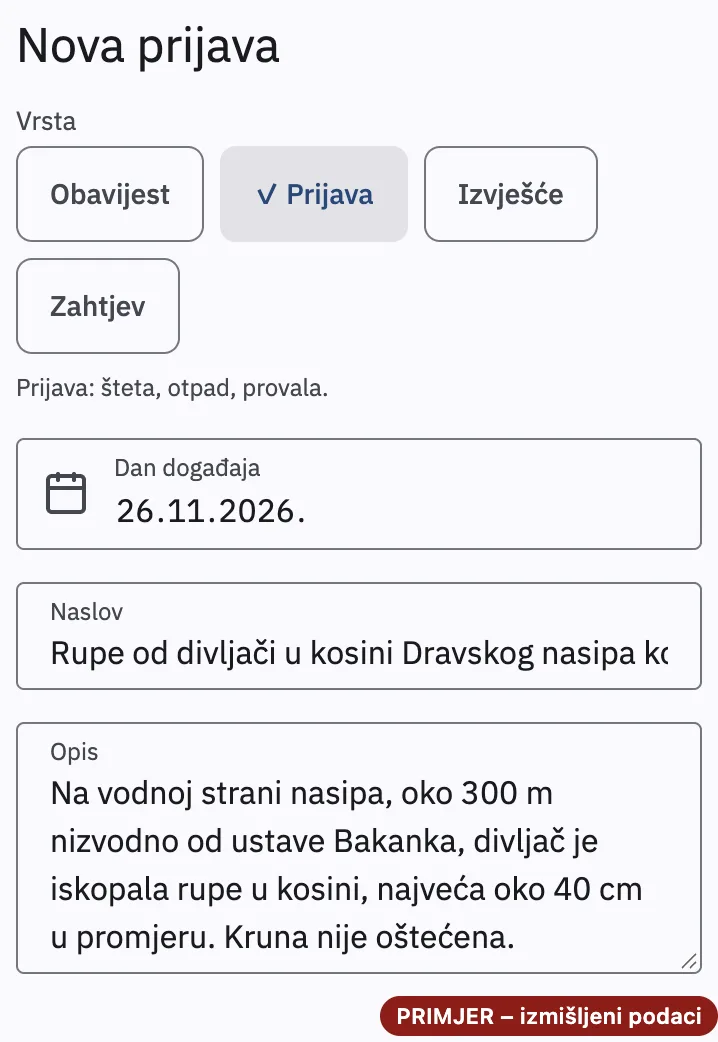 Nova prijava
Vrsta
Obavijest
✓ Prijava
Izvješće
Zahtjev
Prijava: šteta, otpad, provala.
Dan događaja
26.11.2026.
Naslov
Rupe od divljači u kosini Dravskog nasipa
Opis
Na vodnoj strani nasipa, oko 300 m
nizvodno od ustave Bakanka, divljač je
iskopala rupe u kosini, najveća oko 40 cm
u promjeru. Kruna nije oštećena.
PRIMJER – izmišljeni podaci